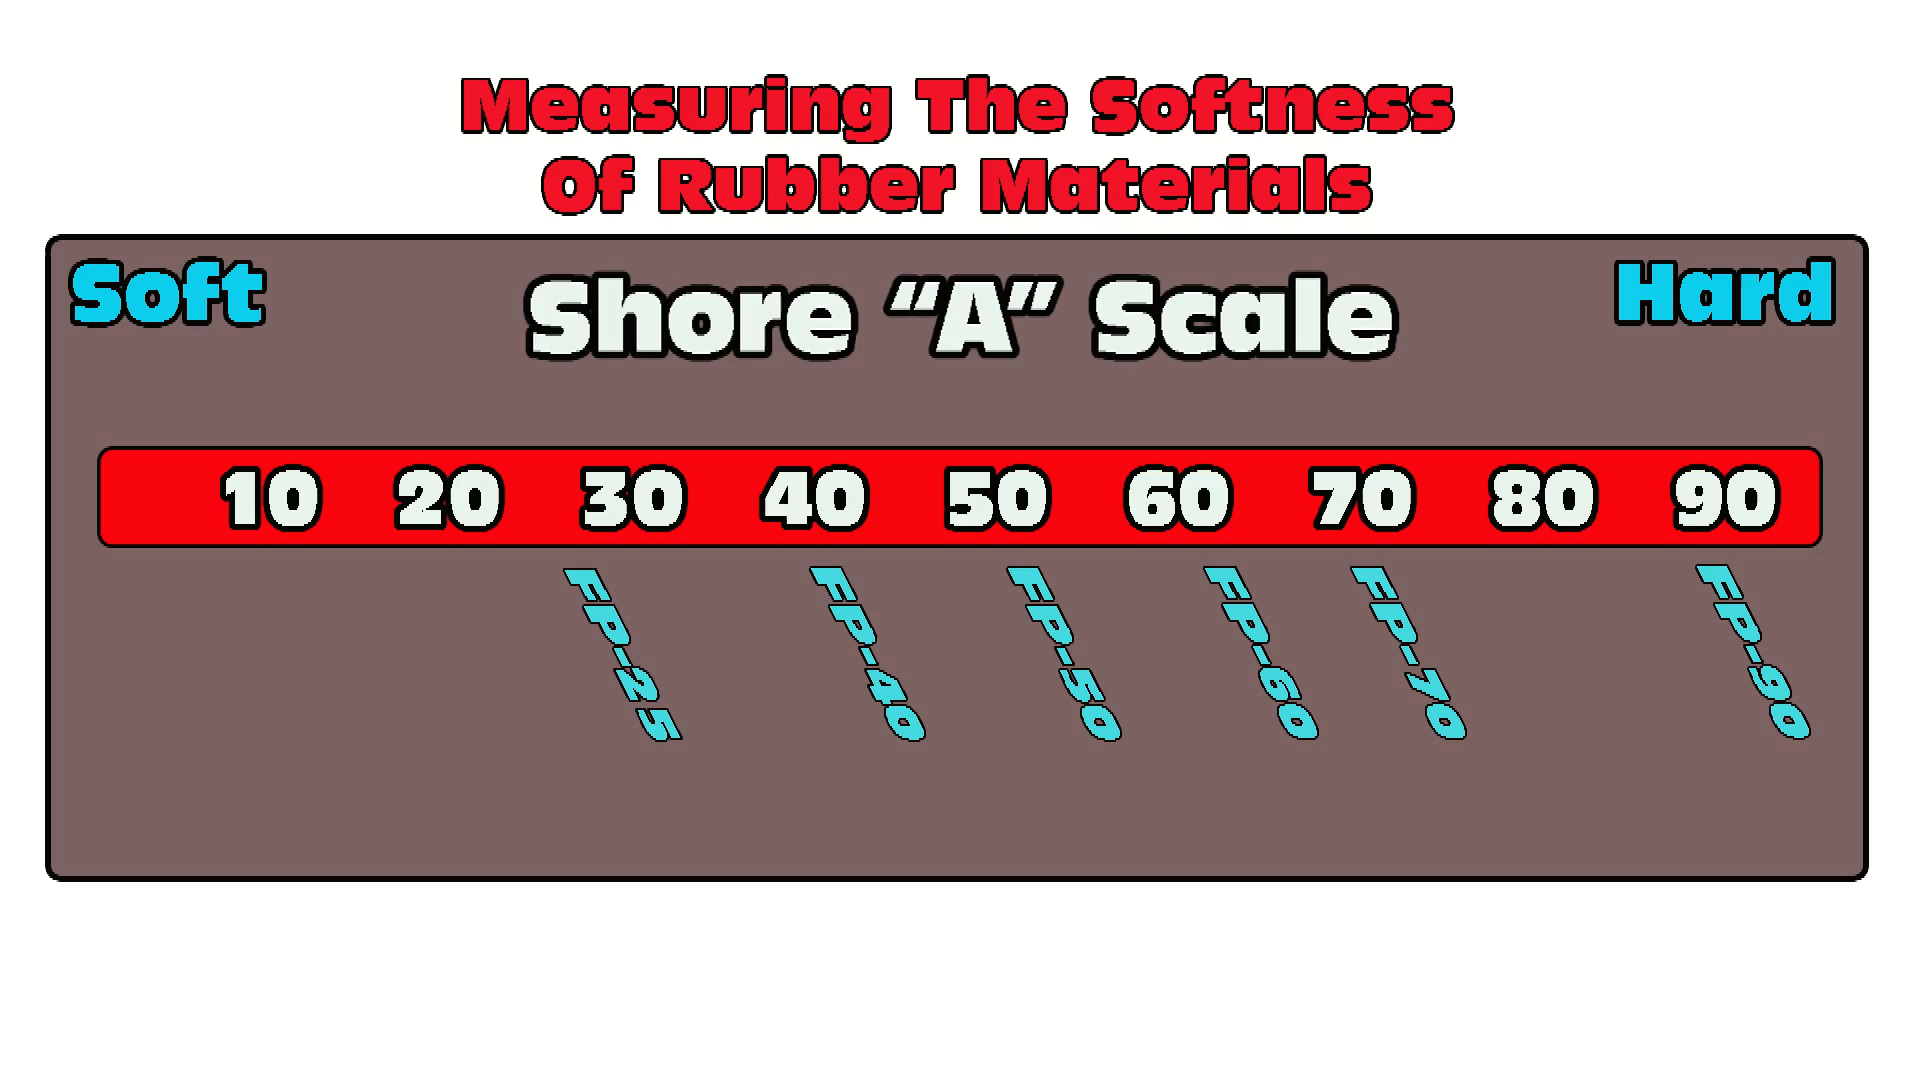 Measuring The Softness
Of Rubber Materials
Soft
Shore “A” Scale
Hard
10 20 30 40 50 60 70 80 90
FP-25
FP-40
FP-50
FP-60
FP-70
FP-90